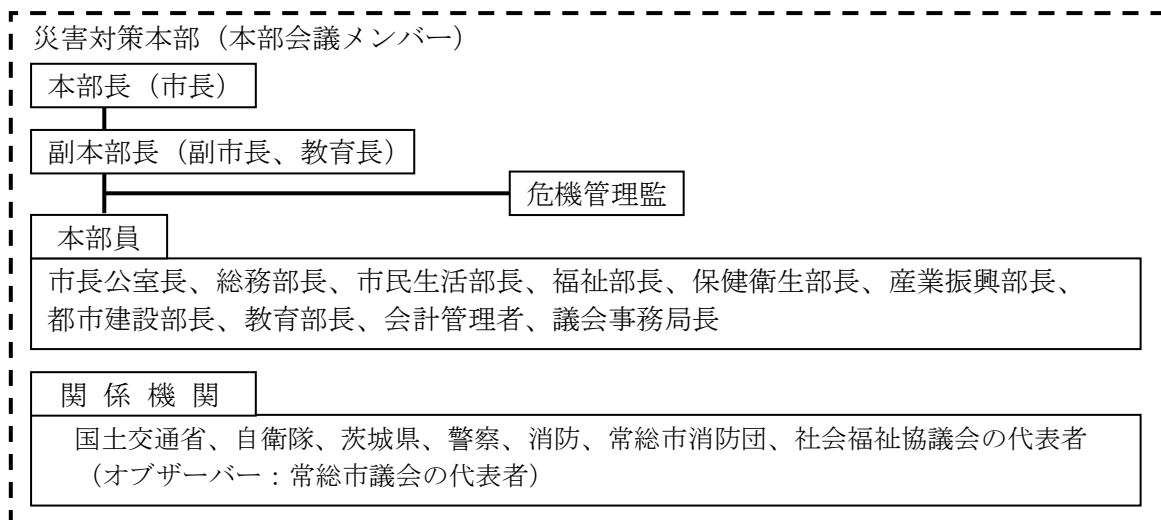 災害対策本部（本部会議メンバー）
本部長（市長）
副本部長（副市長、教育長）
危機管理監
本部員
市長公室長、総務部長、市民生活部長、福祉部長、保健衛生部長、産業振興部長、
都市建設部長、教育部長、会計管理者、議会事務局長
関 係 機 関
国土交通省、自衛隊、茨城県、警察、消防、常総市消防団、社会福祉協議会の代表者
（オブザーバー：常総市議会の代表者）